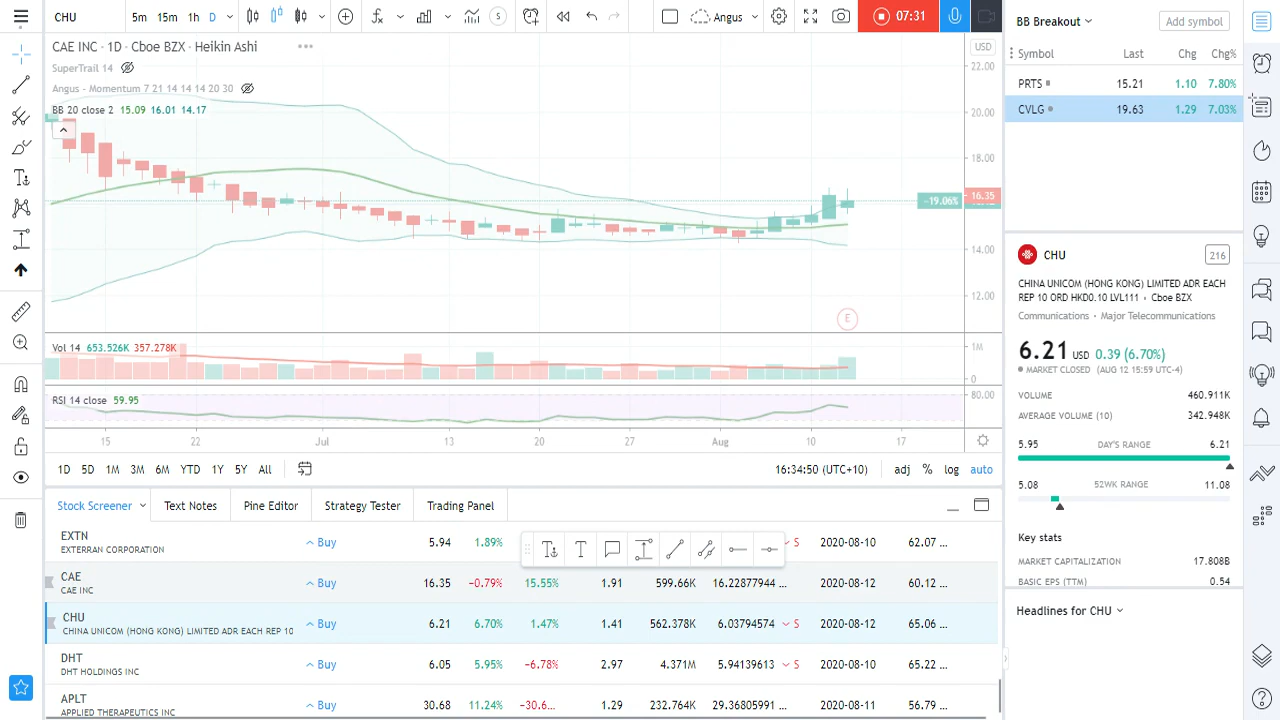 CHU 5m 15m 1h D Angus 07:31
CAE INC · 1D · Cboe BZX · Heikin Ashi
SuperTrail 14
Angus - Momentum 7 21 14 14 14 20 30
BB 20 close 2 15.09 16.01 14.17
USD
22.00
20.00
18.00
-19.06% 16.35
14.00
12.00
E
Vol 14 653.526K 357.278K
1M
0
RSI 14 close 59.95
80.00
15 22 Jul 13 20 27 Aug 10 17
1D 5D 1M 3M 6M YTD 1Y 5Y All 16:34:50 (UTC+10) adj % log auto
Stock Screener Text Notes Pine Editor Strategy Tester Trading Panel
EXTN
EXTERRAN CORPORATION
Buy 5.94 1.89% S 2020-08-10 62.07 ...
CAE
CAE INC
Buy 16.35 −0.79% 15.55% 1.91 599.66K 16.22877944 ... 2020-08-12 60.12 ...
CHU
CHINA UNICOM (HONG KONG) LIMITED ADR EACH REP 10
Buy 6.21 6.70% 1.47% 1.41 562.378K 6.03794574 S 2020-08-12 65.06 ...
DHT
DHT HOLDINGS INC
Buy 6.05 5.95% −6.78% 2.97 4.371M 5.94139613 S 2020-08-10 65.22 ...
APLT
APPLIED THERAPEUTICS INC
Buy 30.68 11.24% −30.6... 1.29 232.764K 29.36805991 ... 2020-08-11 56.79 ...
BB Breakout Add symbol
Symbol Last Chg Chg%
PRTS 15.21 1.10 7.80%
CVLG 19.63 1.29 7.03%
CHU 216
CHINA UNICOM (HONG KONG) LIMITED ADR EACH
REP 10 ORD HKD0.10 LVL111 • Cboe BZX
Communications • Major Telecommunications
6.21 USD 0.39 (6.70%)
MARKET CLOSED (AUG 12 15:59 UTC-4)
VOLUME 460.911K
AVERAGE VOLUME (10) 342.948K
5.95 DAY'S RANGE 6.21
5.08 52WK RANGE 11.08
Key stats
MARKET CAPITALIZATION 17.808B
BASIC EPS (TTM) 0.54
Headlines for CHU